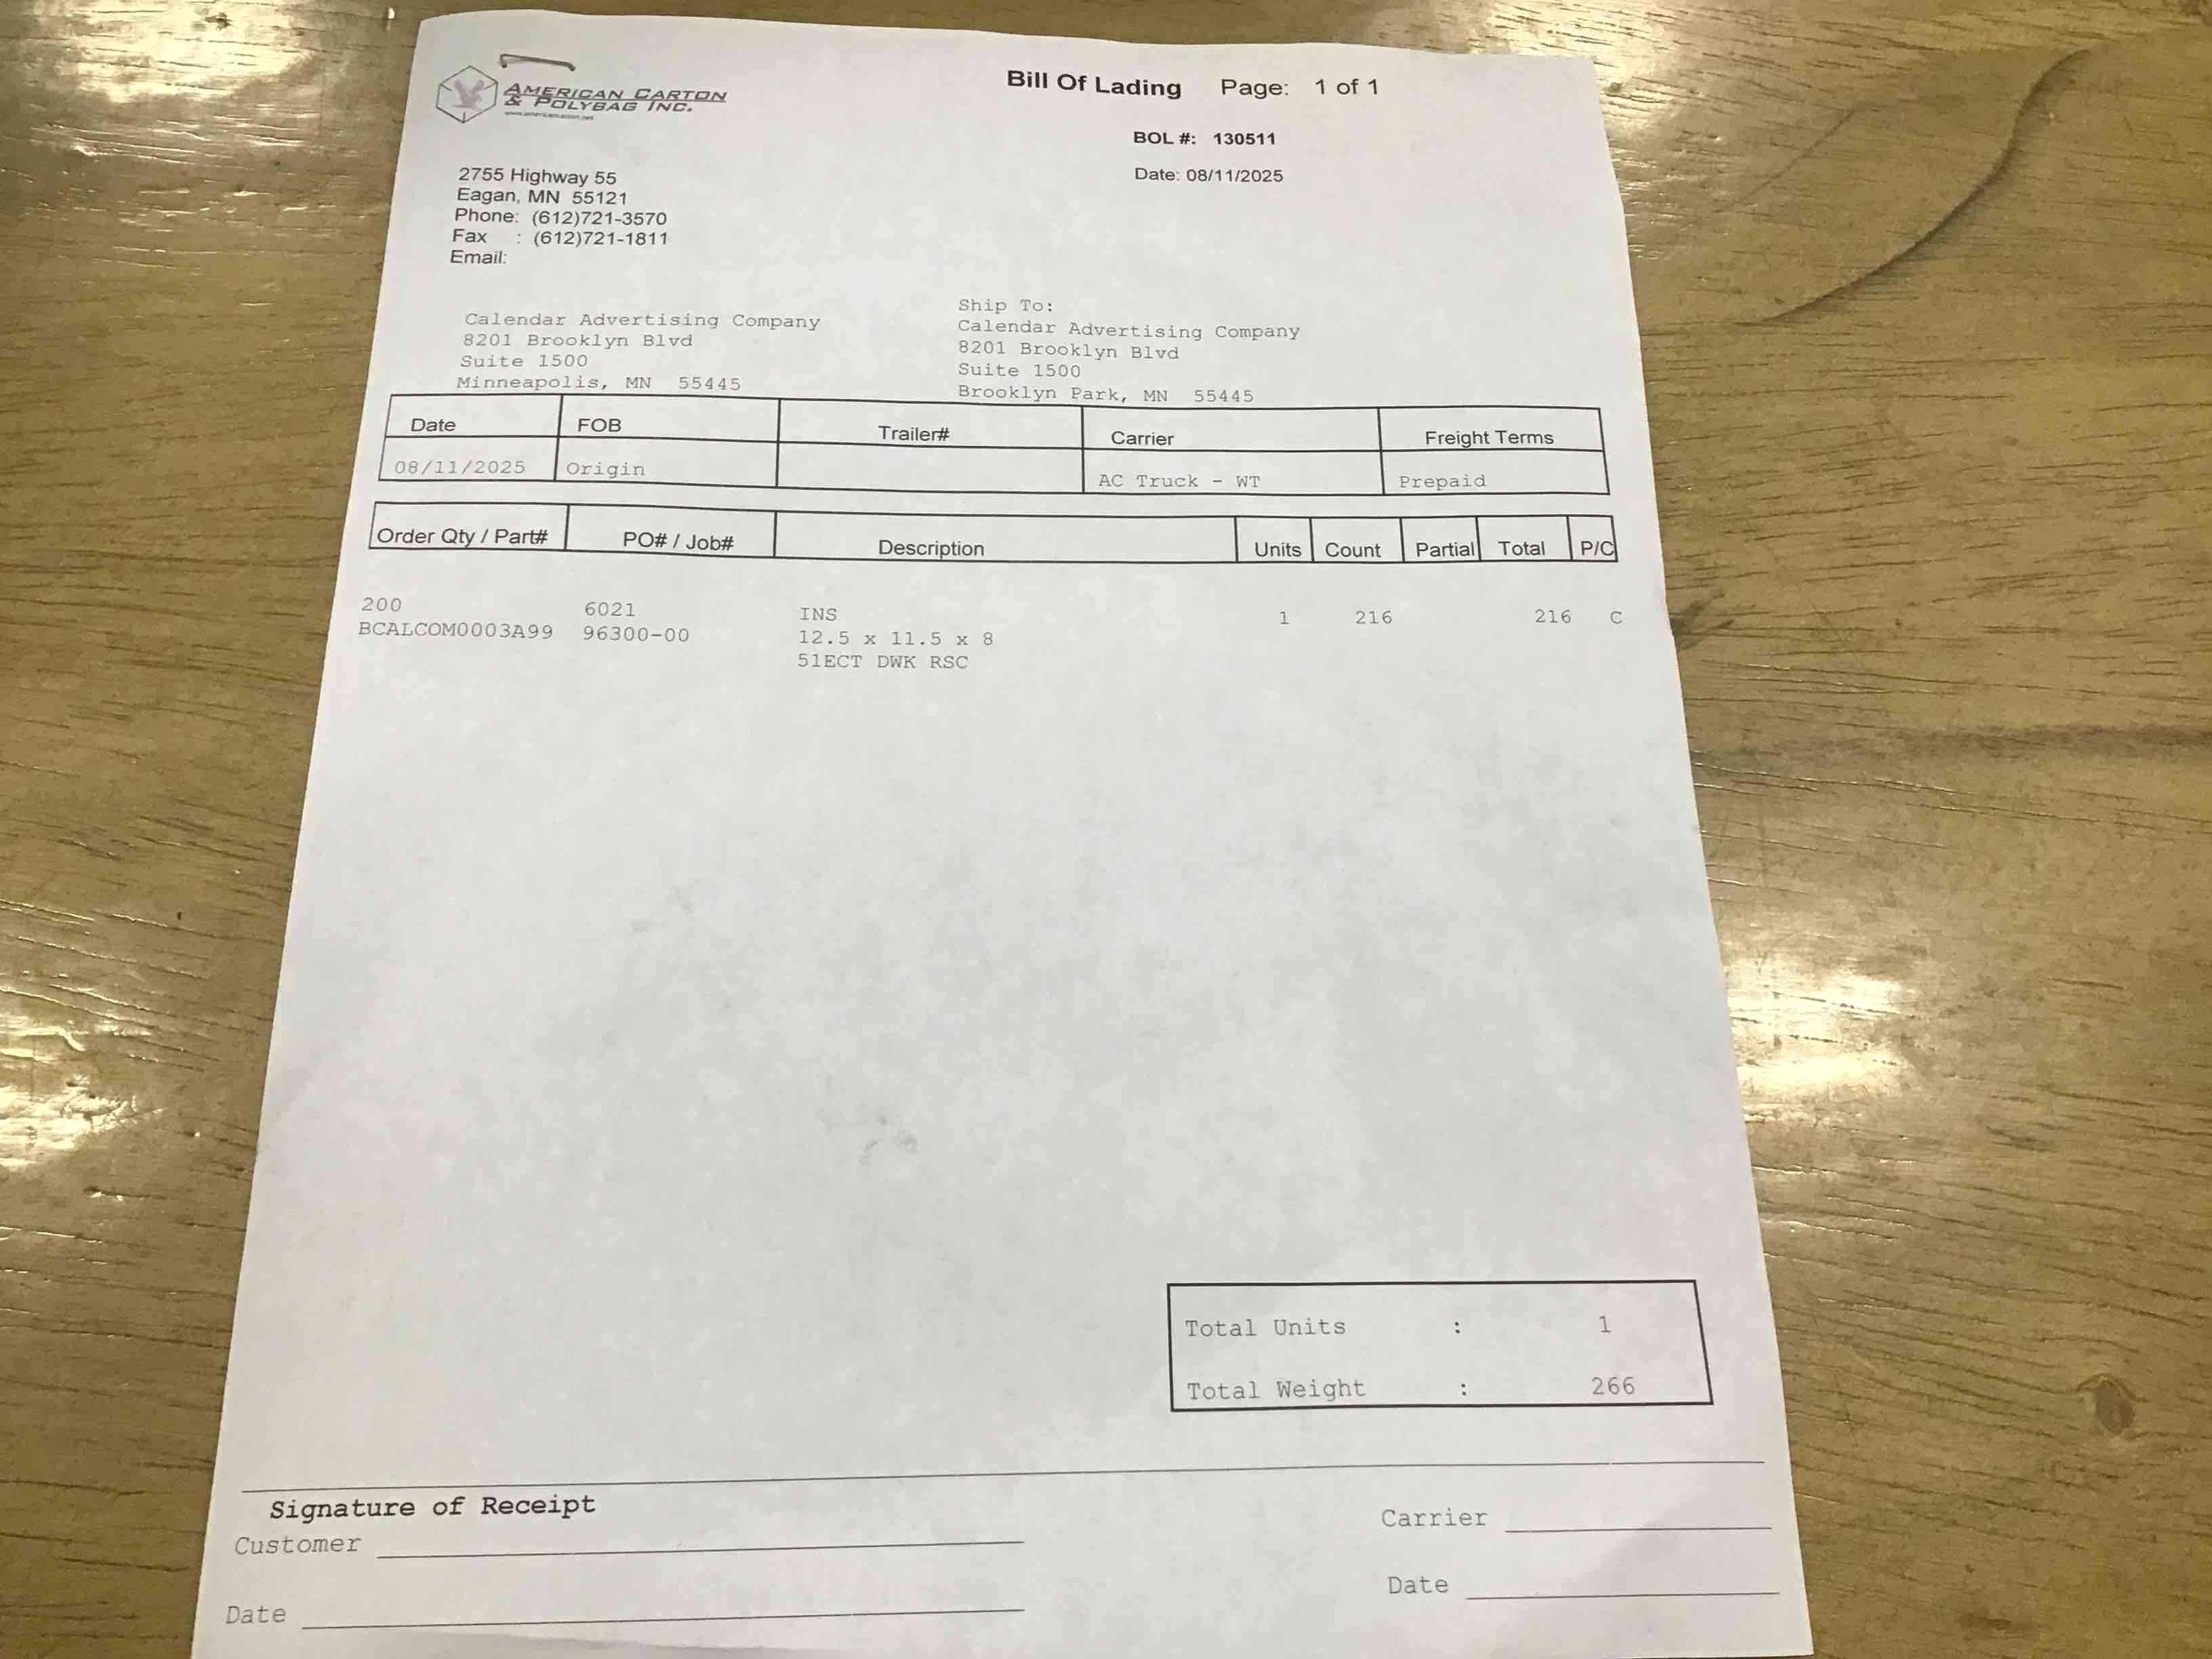 AMERICAN CARTON
& POLYBAG INC.
www.americancarton.net
Bill Of Lading Page: 1 of 1
BOL #: 130511
Date: 08/11/2025
2755 Highway 55
Eagan, MN 55121
Phone: (612)721-3570
Fax : (612)721-1811
Email:
Calendar Advertising Company
8201 Brooklyn Blvd
Suite 1500
Minneapolis, MN 55445
Ship To:
Calendar Advertising Company
8201 Brooklyn Blvd
Suite 1500
Brooklyn Park, MN 55445
Date FOB Trailer# Carrier Freight Terms
08/11/2025 Origin AC Truck - WT Prepaid
Order Qty / Part# PO# / Job# Description Units Count Partial Total P/C
200 6021 INS 1 216 216 C
BCALCOM0003A99 96300-00 12.5 x 11.5 x 8
51ECT DWK RSC
Total Units : 1
Total Weight : 266
Signature of Receipt
Customer Carrier
Date Date